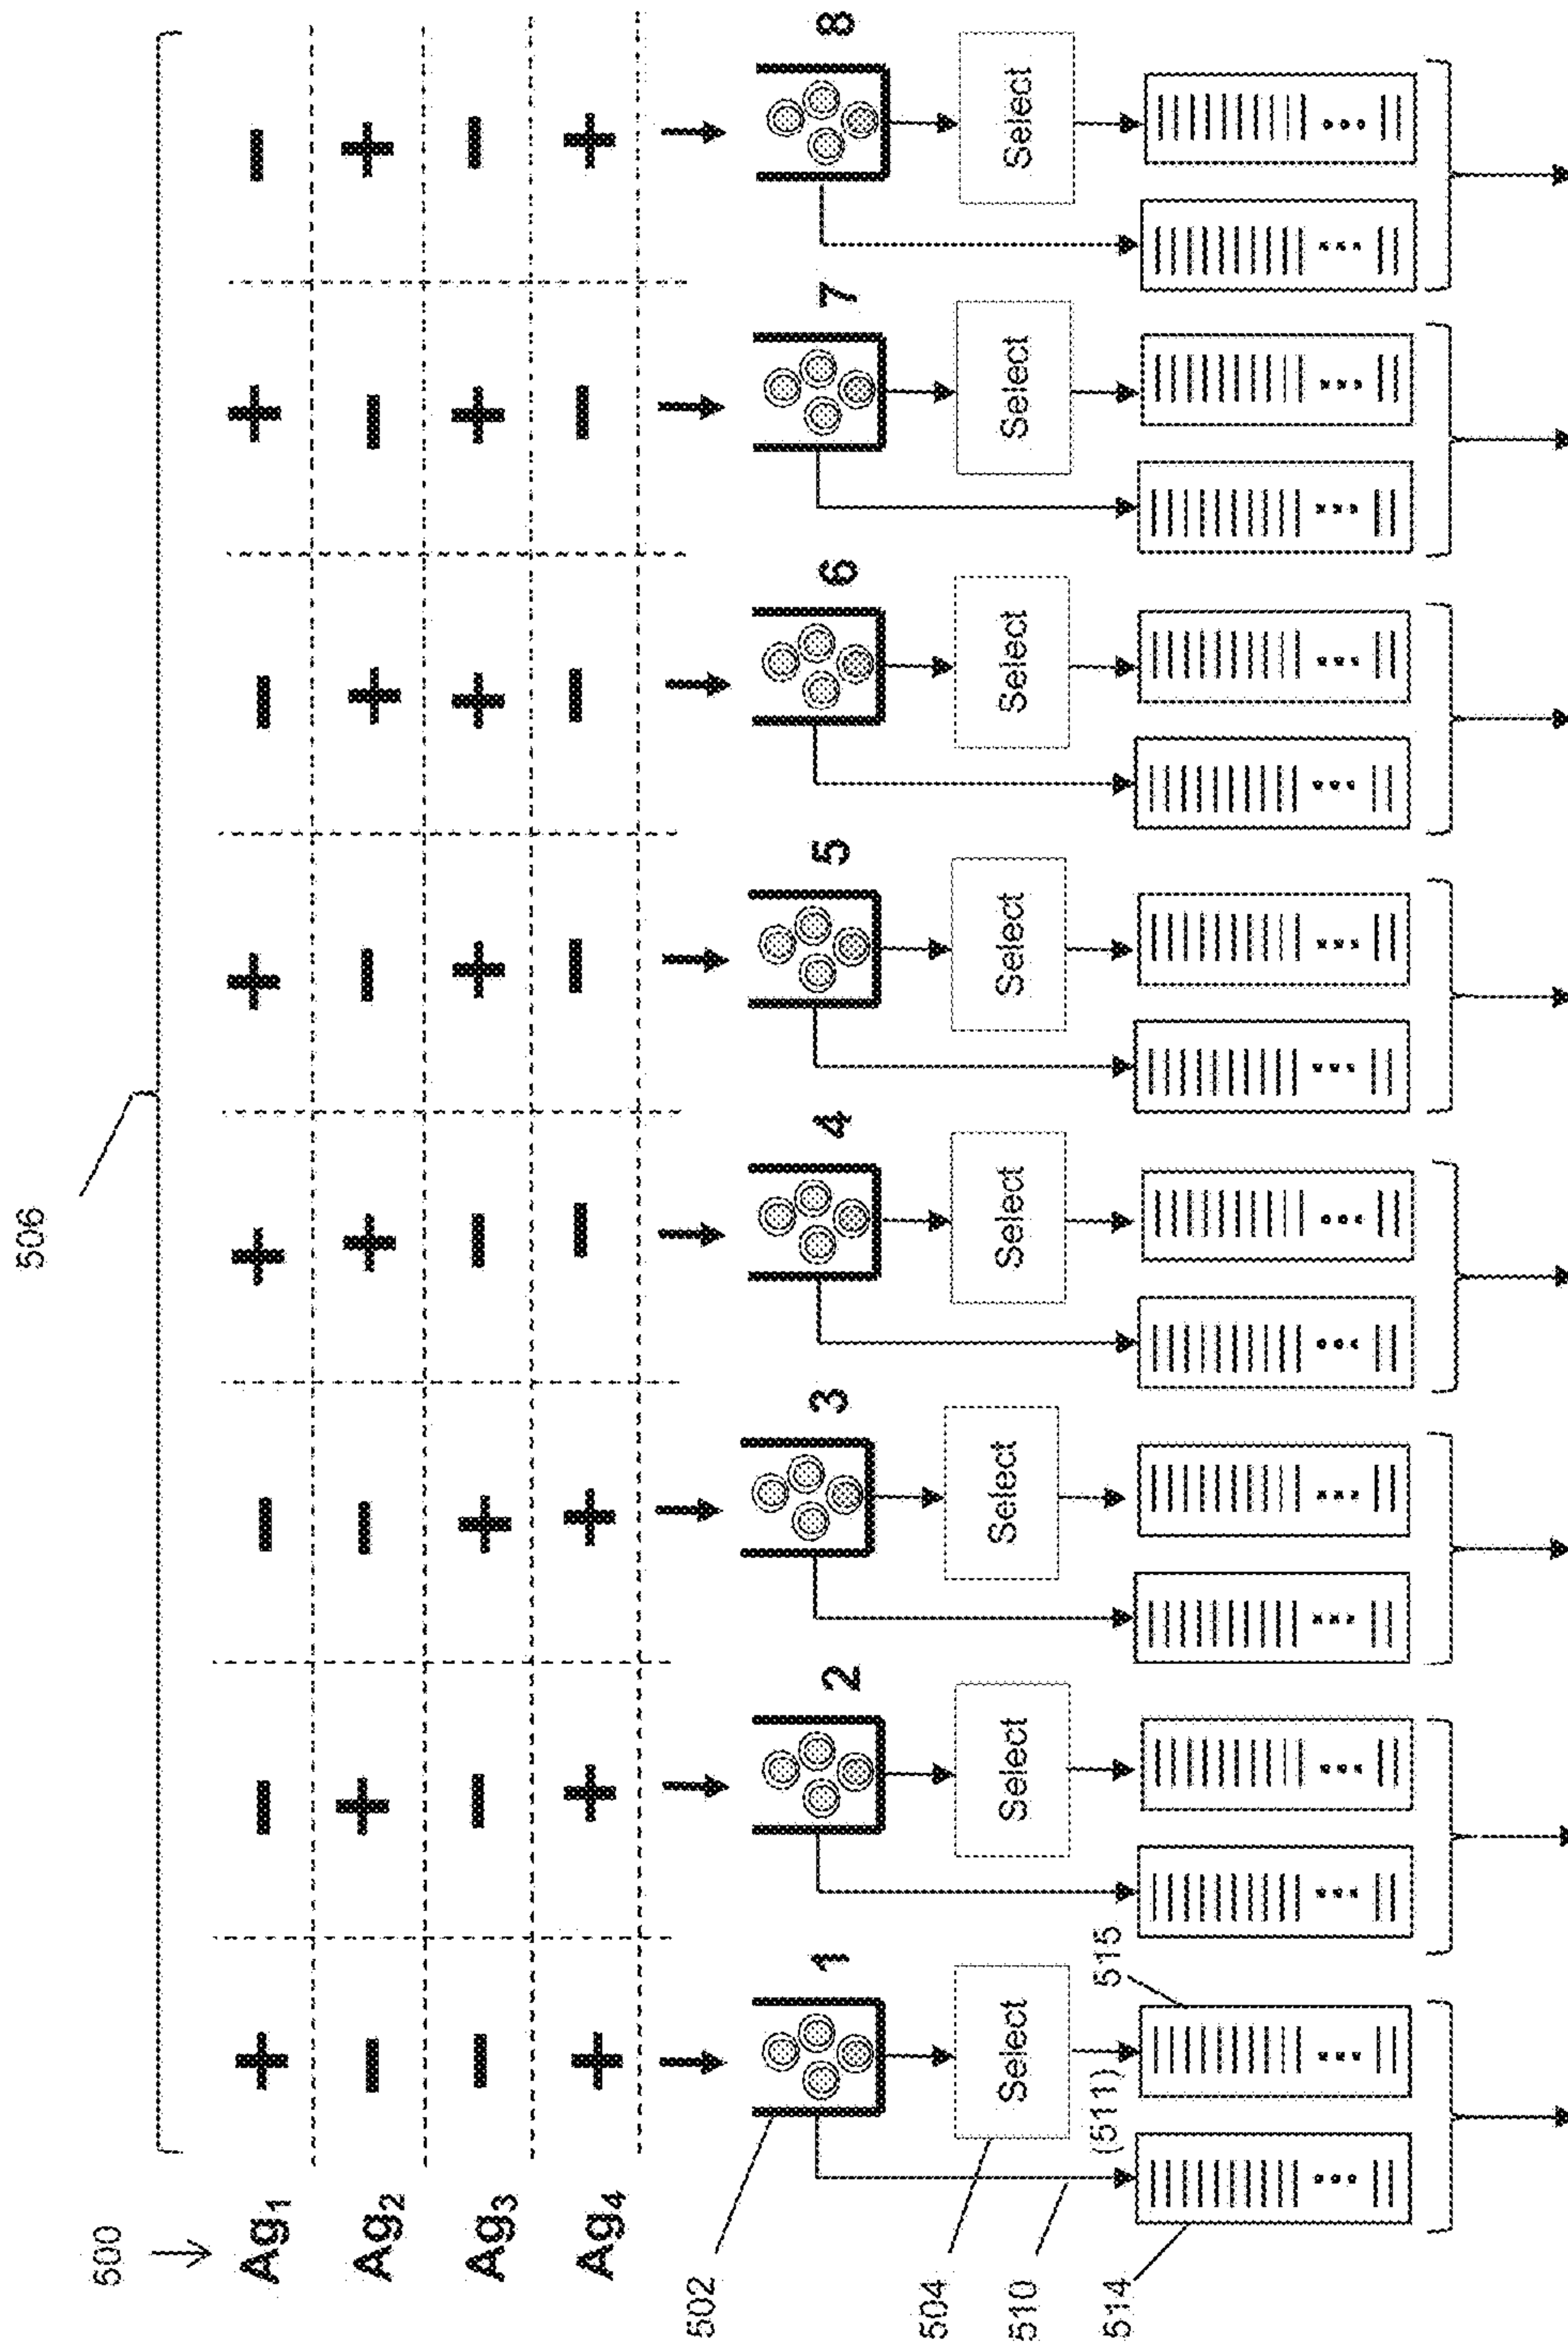 506
500
Ag1 + − − + + − + −
Ag2 − + − + − + − +
Ag3 − − + − + + + −
Ag4 + + + − − − − +
1 2 3 4 5 6 7 8
502
504
Select Select Select Select Select Select Select Select
510
(511)
515
514